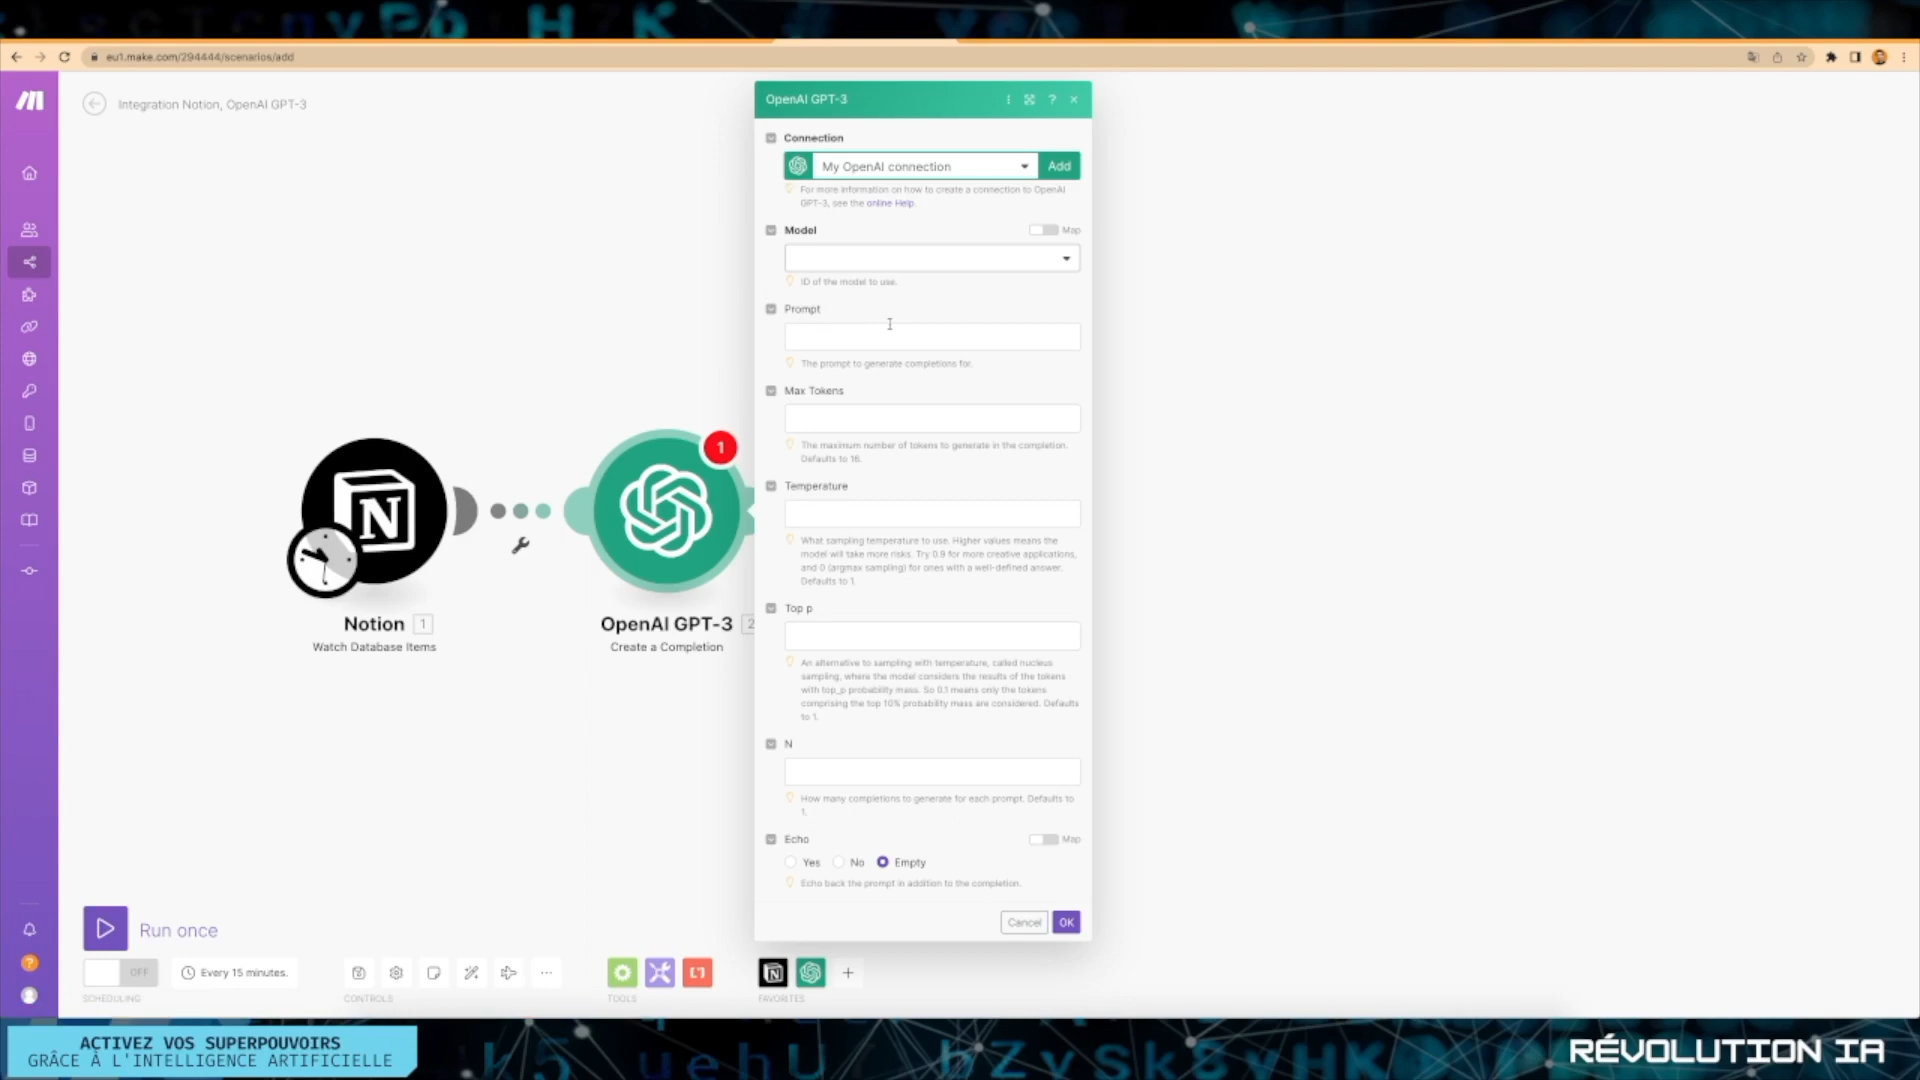 eu1.make.com/294444/scenarios/add
Integration Notion, OpenAI GPT-3
OpenAI GPT-3
Connection
My OpenAI connection
Add
For more information on how to create a connection to OpenAI
GPT-3, see the online Help.
Model
Map
ID of the model to use.
Prompt
The prompt to generate completions for.
Max Tokens
The maximum number of tokens to generate in the completion.
Defaults to 16.
Temperature
What sampling temperature to use. Higher values means the
model will take more risks. Try 0.9 for more creative applications,
and 0 (argmax sampling) for ones with a well-defined answer.
Defaults to 1.
Top p
An alternative to sampling with temperature, called nucleus
sampling, where the model considers the results of the tokens
with top_p probability mass. So 0.1 means only the tokens
comprising the top 10% probability mass are considered. Defaults
to 1.
N
How many completions to generate for each prompt. Defaults to
1.
Echo
Map
Yes
No
Empty
Echo back the prompt in addition to the completion.
Cancel
OK
N
1
Notion 1
Watch Database Items
OpenAI GPT-3 2
Create a Completion
Run once
OFF
Every 15 minutes.
SCHEDULING
CONTROLS
TOOLS
FAVORITES
ACTIVEZ VOS SUPERPOUVOIRS
GRÂCE À L'INTELLIGENCE ARTIFICIELLE
RÉVOLUTION IA